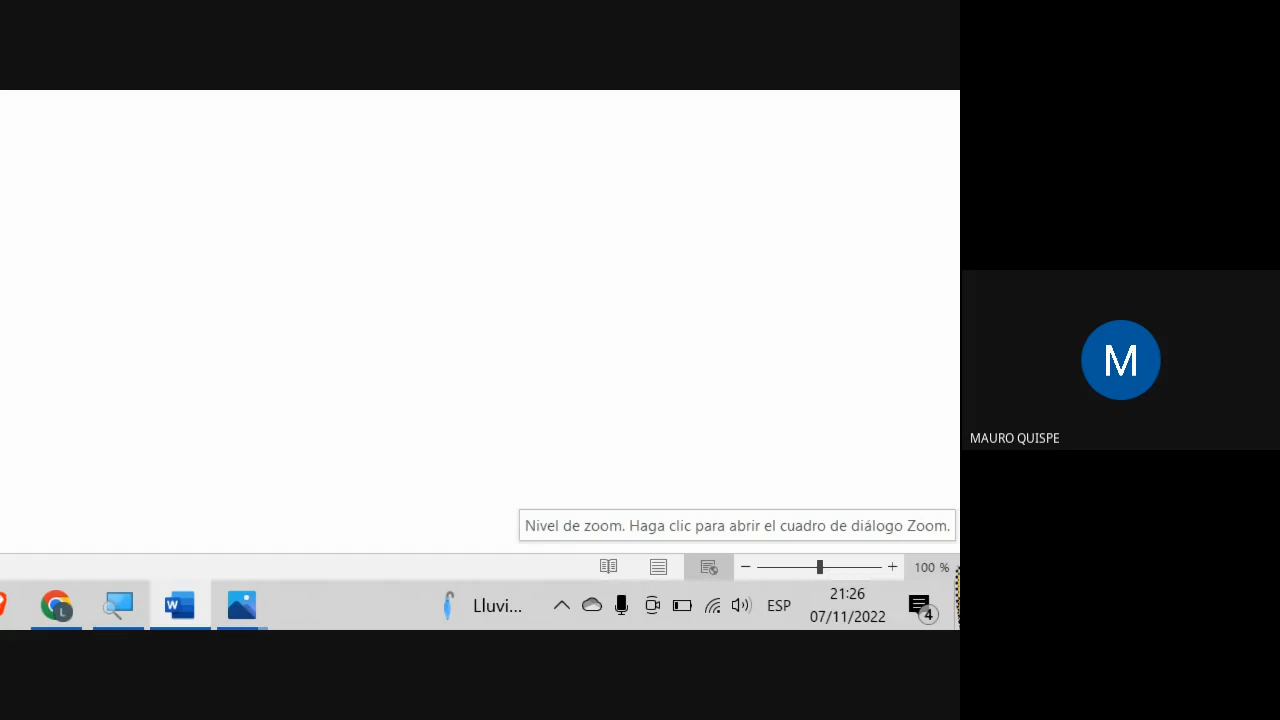 M
MAURO QUISPE
Nivel de zoom. Haga clic para abrir el cuadro de diálogo Zoom.
100 %
L
W
Lluvi...
ESP
21:26
07/11/2022
4